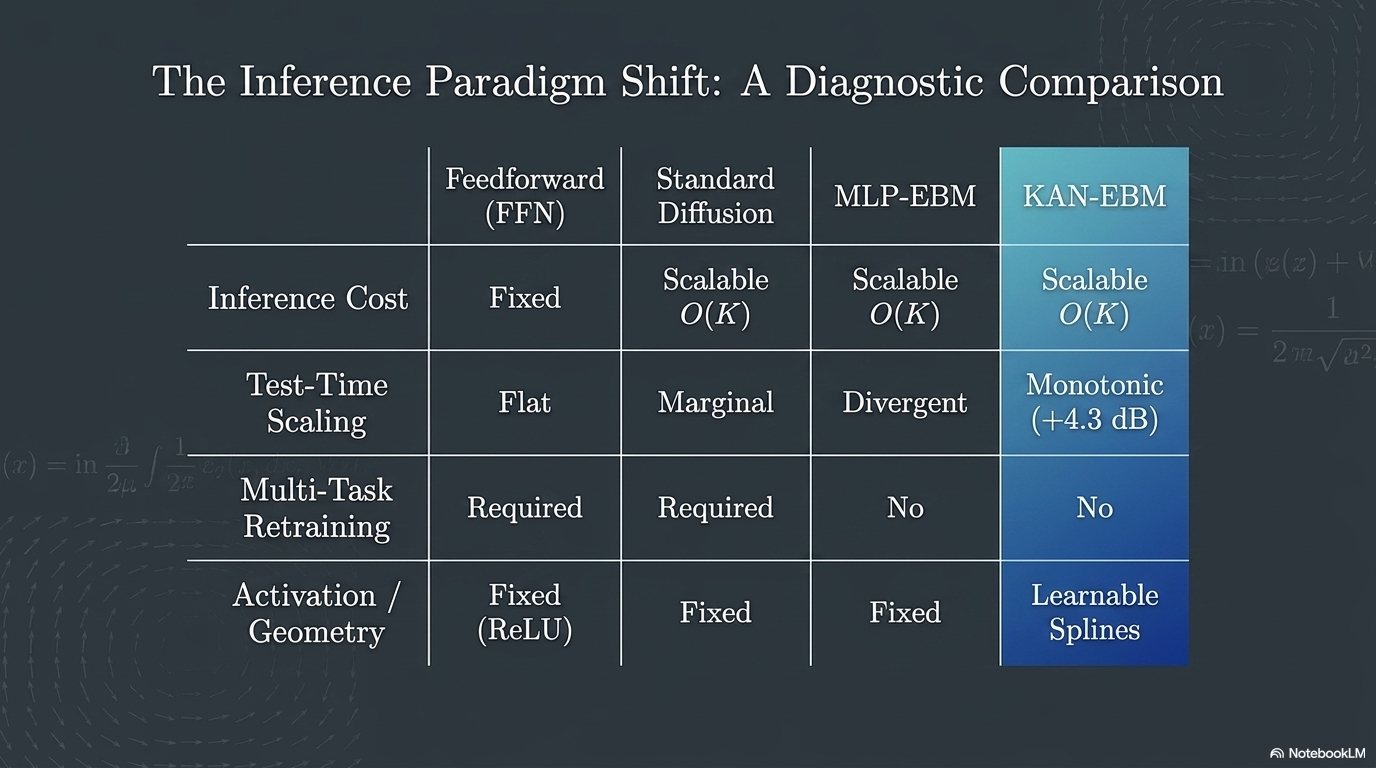 The Inference Paradigm Shift: A Diagnostic Comparison
Feedforward (FFN)
Standard Diffusion
MLP-EBM
KAN-EBM
Inference Cost
Fixed
Scalable O(K)
Scalable O(K)
Scalable O(K)
Test-Time Scaling
Flat
Marginal
Divergent
Monotonic (+4.3 dB)
Multi-Task Retraining
Required
Required
No
No
Activation / Geometry
Fixed (ReLU)
Fixed
Fixed
Learnable Splines
NotebookLM